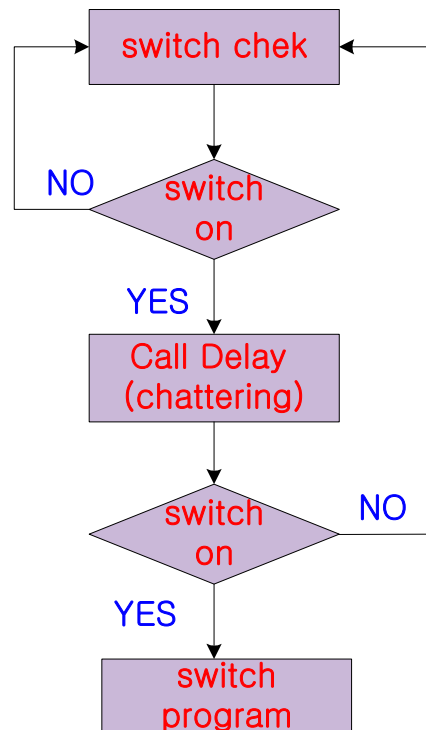 switch chek
NO
switch
on
YES
Call Delay
(chattering)
switch
on
NO
YES
switch
program